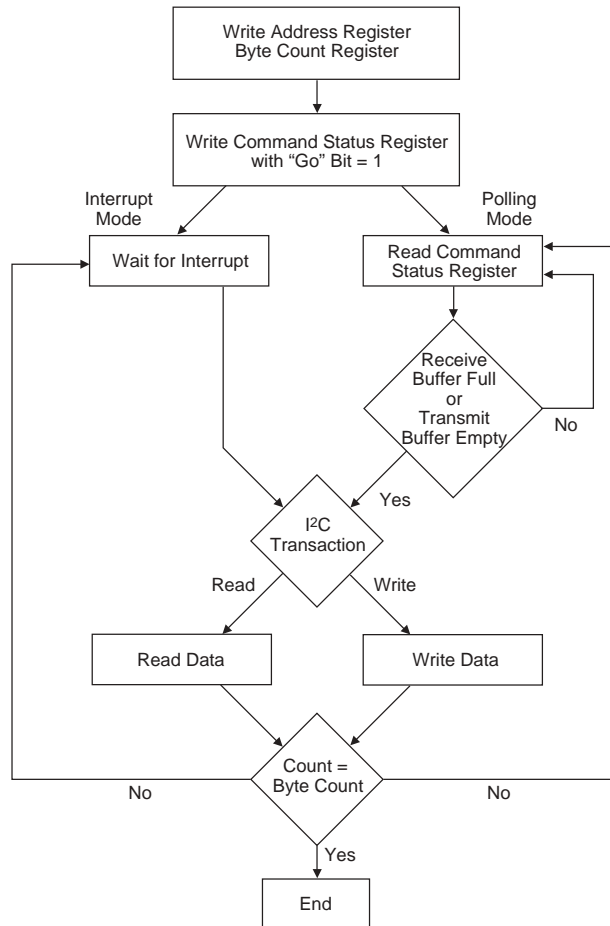 Write Address Register
Byte Count Register
Write Command Status Register
with “Go” Bit = 1
Interrupt
Mode
Polling
Mode
Wait for Interrupt
Read Command
Status Register
Receive
Buffer Full
or
Transmit
Buffer Empty
No
Yes
I²C
Transaction
Read
Write
Read Data
Write Data
Count =
Byte Count
No
No
Yes
End